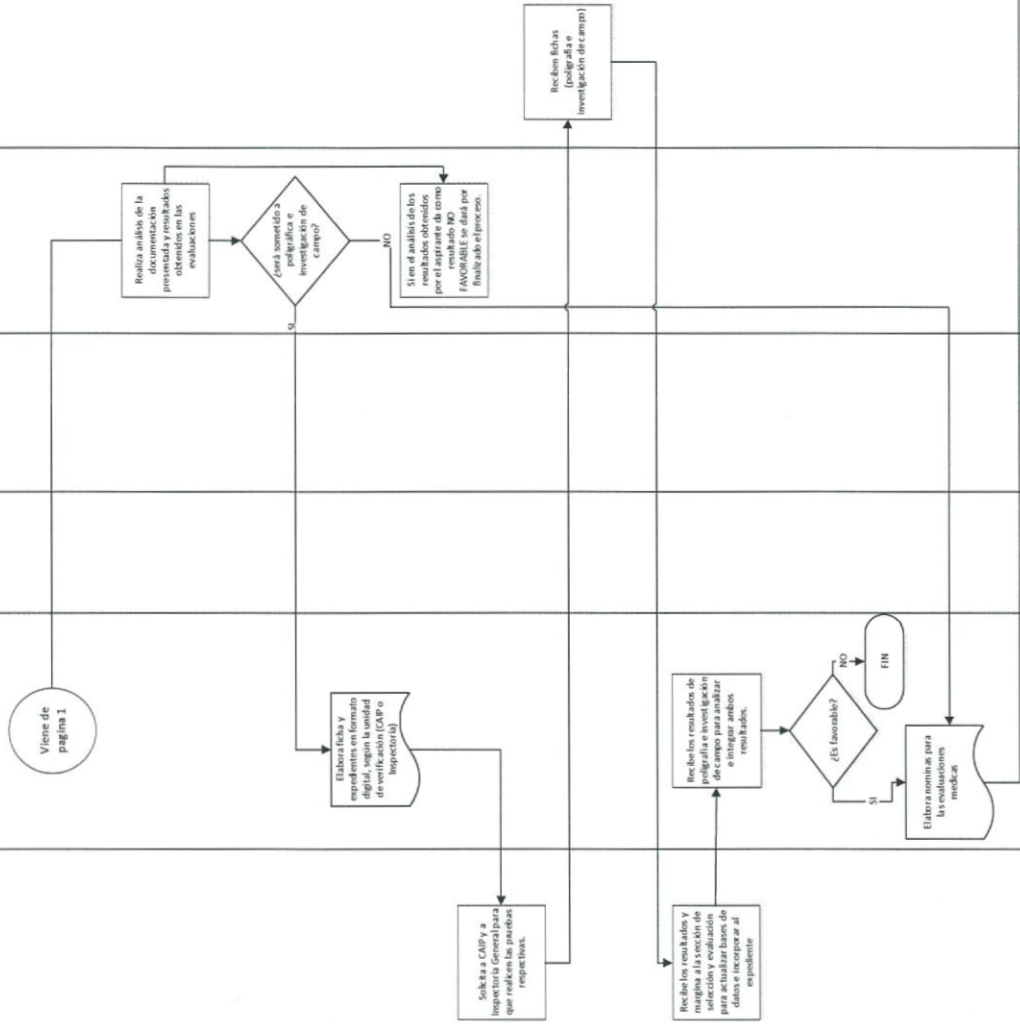 Viene de
pagina 1
Realiza análisis de la
documentación
presentada y resultados
obtenidos en las
evaluaciones
¿será sometido a
poligráfica e
investigación de
campo?
SI
NO
Si en el análisis de los
resultados obtenidos
por el aspirante da como
resultado NO
FAVORABLE se dará por
finalizado el proceso.
Elabora ficha y
expedientes en formato
digital, según la unidad
de verificación (CAIP o
Inspectoría)
Solicita a CAIP y a
Inspectoría General para
que realicen las pruebas
respectivas.
Reciben fichas
(poligrafía e
investigación de campo)
Recibe los resultados y
margina a la sección de
selección y evaluación
para actualizar bases de
datos e incorporar al
expediente
Recibe los resultados de
poligrafía e investigación
de campo para analizar
e integrar ambos
resultados.
¿Es favorable?
NO
FIN
SI
Elabora nominas para
las evaluaciones
medicas